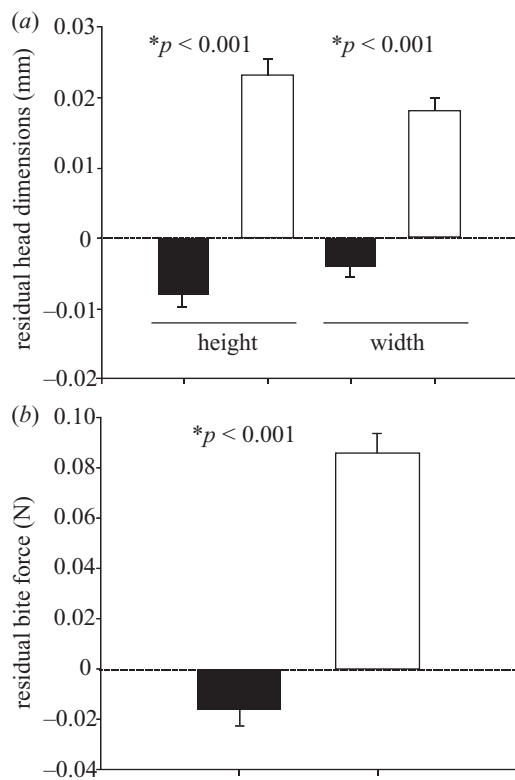 (a)
0.03
*p < 0.001 *p < 0.001
0.02
0.01
0
–0.01
–0.02
height width
residual head dimensions (mm)
(b)
0.10
*p < 0.001
0.08
0.06
0.04
0.02
0
–0.02
–0.04
residual bite force (N)